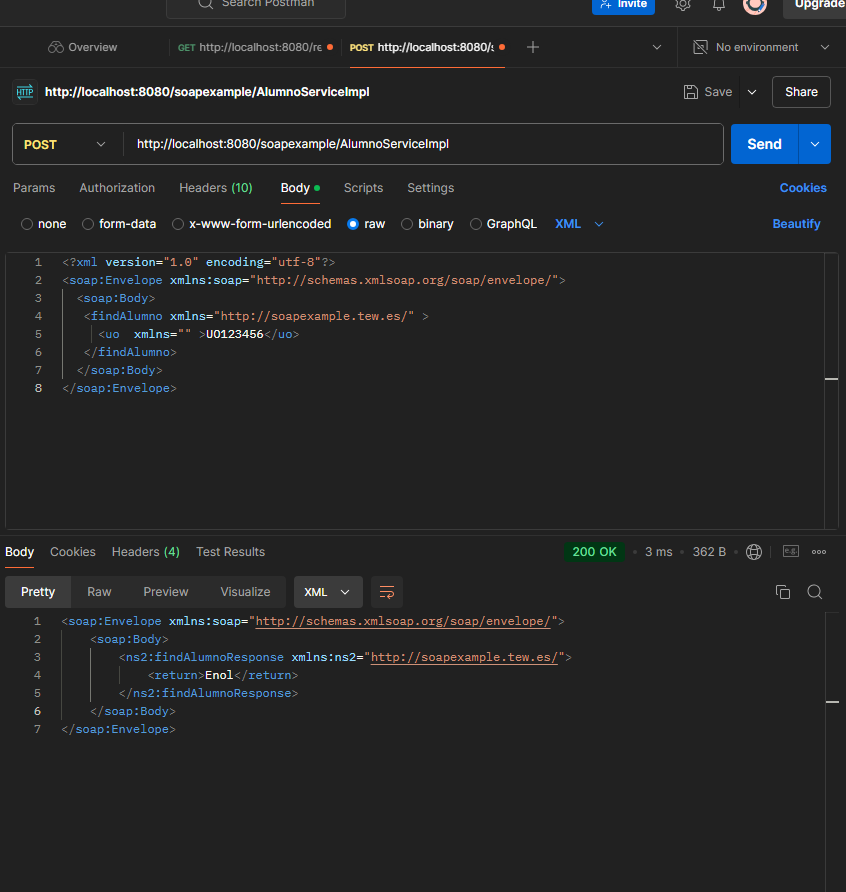 Search Postman
Invite
Upgrade
Overview
GET http://localhost:8080/re
POST http://localhost:8080/s
No environment
HTTP
http://localhost:8080/soapexample/AlumnoServiceImpl
Save
Share
POST
http://localhost:8080/soapexample/AlumnoServiceImpl
Send
Params Authorization Headers (10) Body Scripts Settings Cookies
none form-data x-www-form-urlencoded raw binary GraphQL XML Beautify
1 <?xml version="1.0" encoding="utf-8"?>
2 <soap:Envelope xmlns:soap="http://schemas.xmlsoap.org/soap/envelope/">
3 <soap:Body>
4 <findAlumno xmlns="http://soapexample.tew.es/" >
5 <uo xmlns="" >UO123456</uo>
6 </findAlumno>
7 </soap:Body>
8 </soap:Envelope>
Body Cookies Headers (4) Test Results 200 OK • 3 ms • 362 B • e.g.
Pretty Raw Preview Visualize XML
1 <soap:Envelope xmlns:soap="http://schemas.xmlsoap.org/soap/envelope/">
2 <soap:Body>
3 <ns2:findAlumnoResponse xmlns:ns2="http://soapexample.tew.es/">
4 <return>Enol</return>
5 </ns2:findAlumnoResponse>
6 </soap:Body>
7 </soap:Envelope>